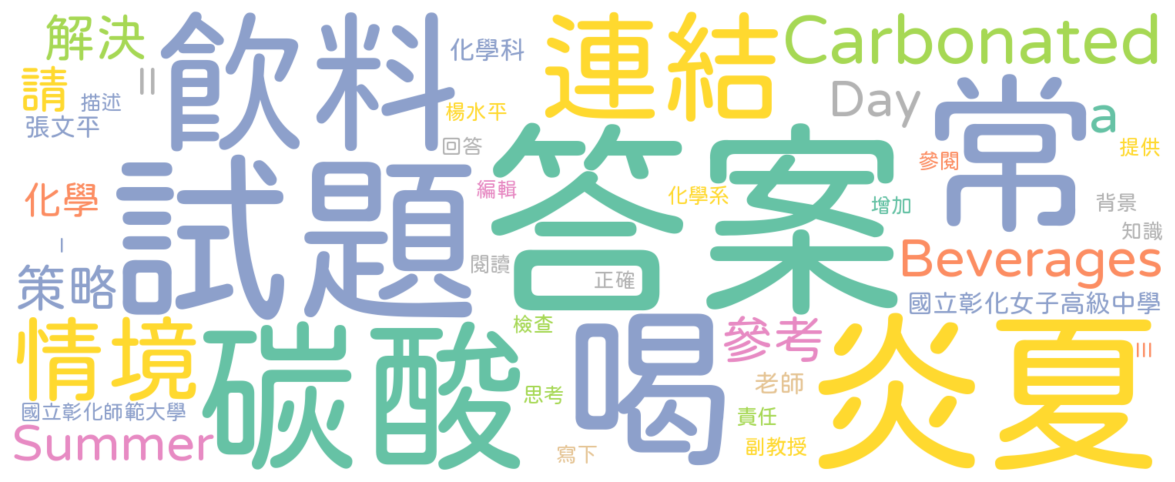 解決
飲料
化學科
連結
Carbonated
請
描述
II
楊水平
Day
常
a
張文平
回答
答案
提供
參閱
試題
編輯
化學系
增加
背景
化學
知識
I
閱讀
正確
Beverages
策略
國立彰化女子高級中學
情境
碳酸
檢查
喝
參考
炎夏
III
思考
老師
國立彰化師範大學
責任
Summer
寫下
副教授